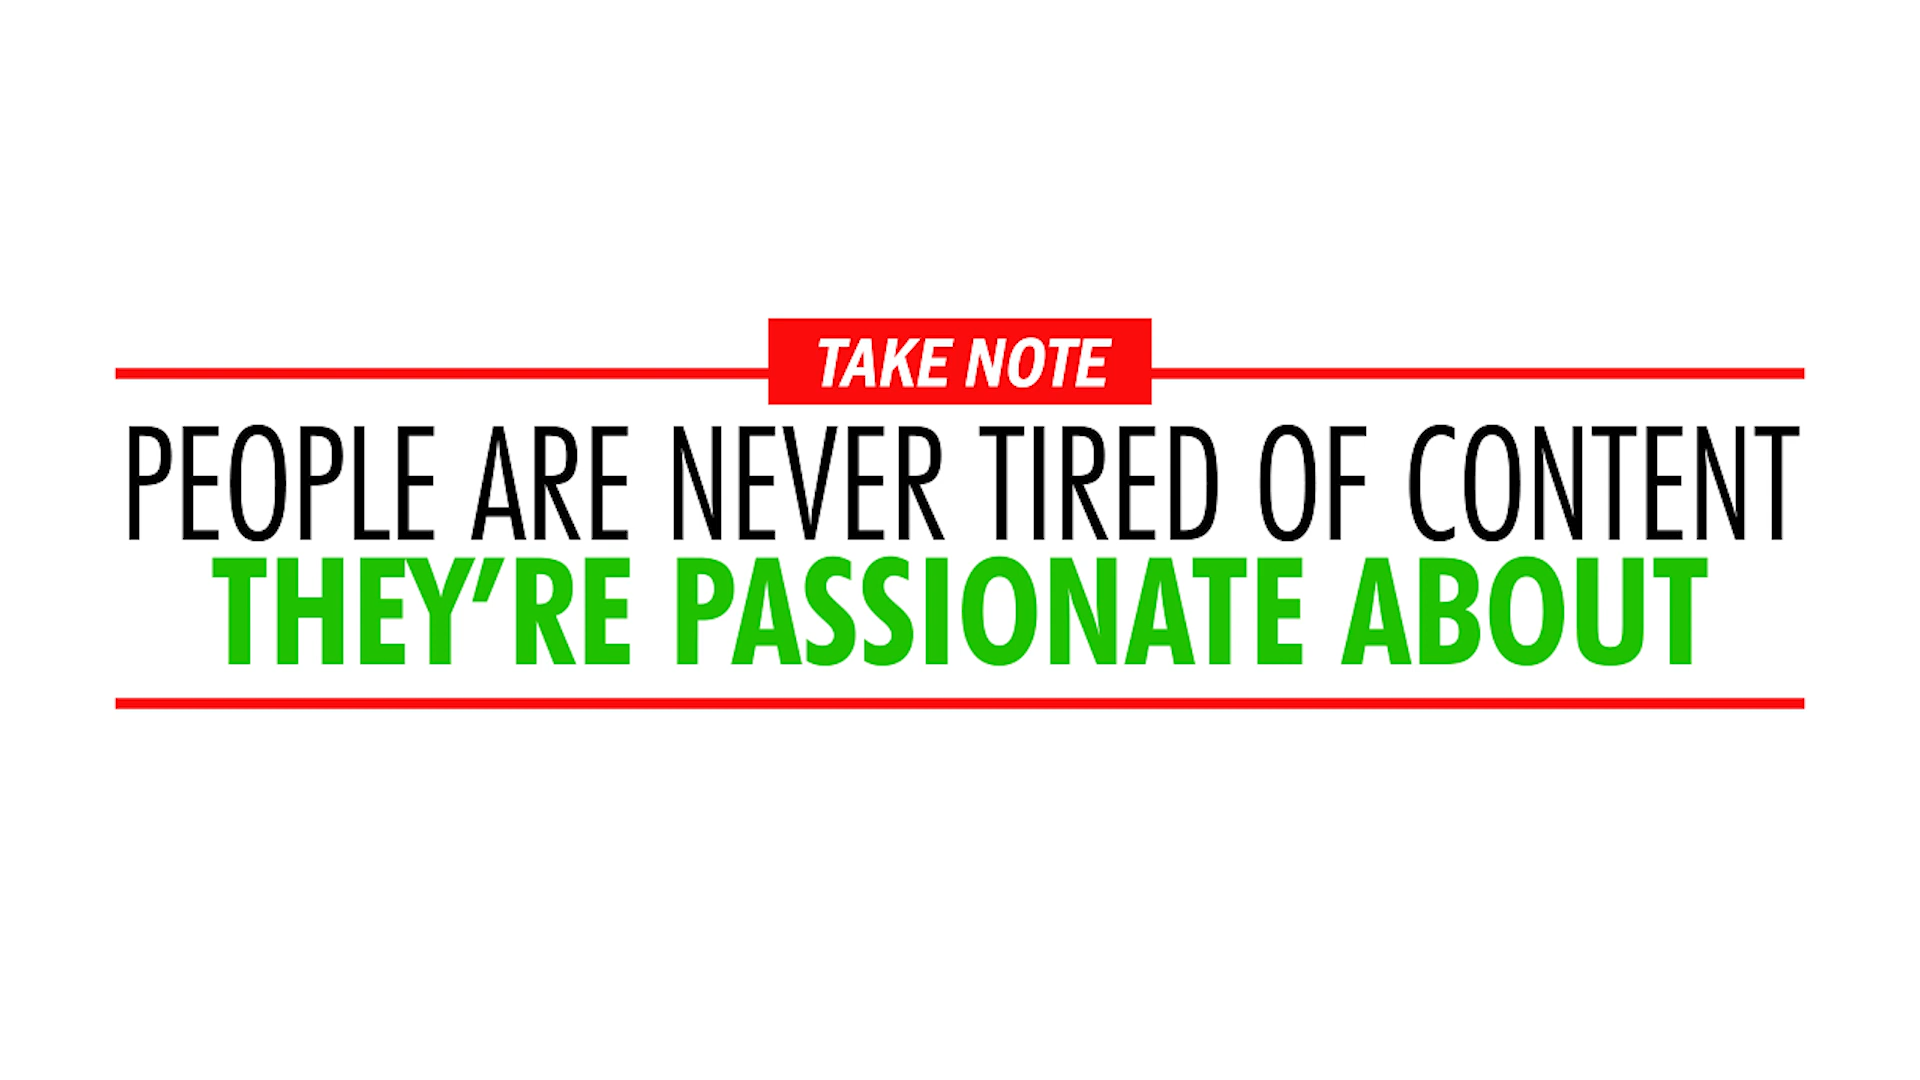 TAKE NOTE
PEOPLE ARE NEVER TIRED OF CONTENT
THEY’RE PASSIONATE ABOUT